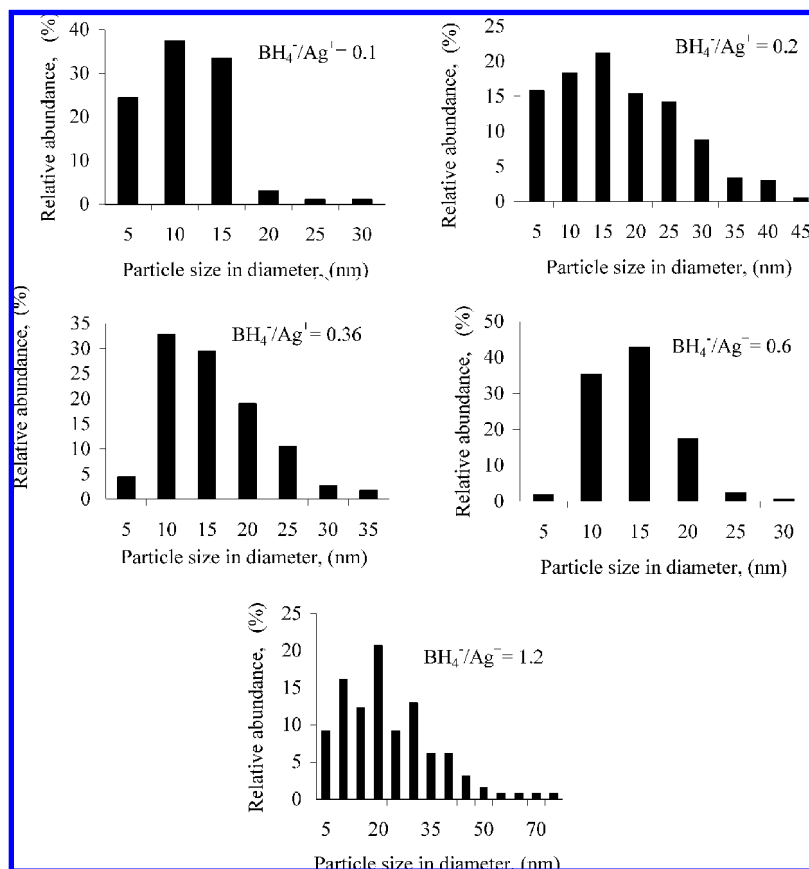 Relative abundance, (%)
40
30
20
10
0
BH₄⁻/Ag⁺= 0.1
5 10 15 20 25 30
Particle size in diameter, (nm)
Relative abundance, (%)
25
20
15
10
5
0
BH₄⁻/Ag⁺ = 0.2
5 10 15 20 25 30 35 40 45
Particle size in diameter, (nm)
Relative abundance, (%)
35
30
25
20
15
10
5
0
BH₄⁻/Ag⁺ = 0.36
5 10 15 20 25 30 35
Particle size in diameter, (nm)
Relative abundance, (%)
50
40
30
20
10
0
BH₄⁻/Ag⁺ = 0.6
5 10 15 20 25 30
Particle size in diameter, (nm)
Relative abundance, (%)
25
20
15
10
5
0
BH₄⁻/Ag⁺ = 1.2
5 20 35 50 70
Particle size in diameter, (nm)